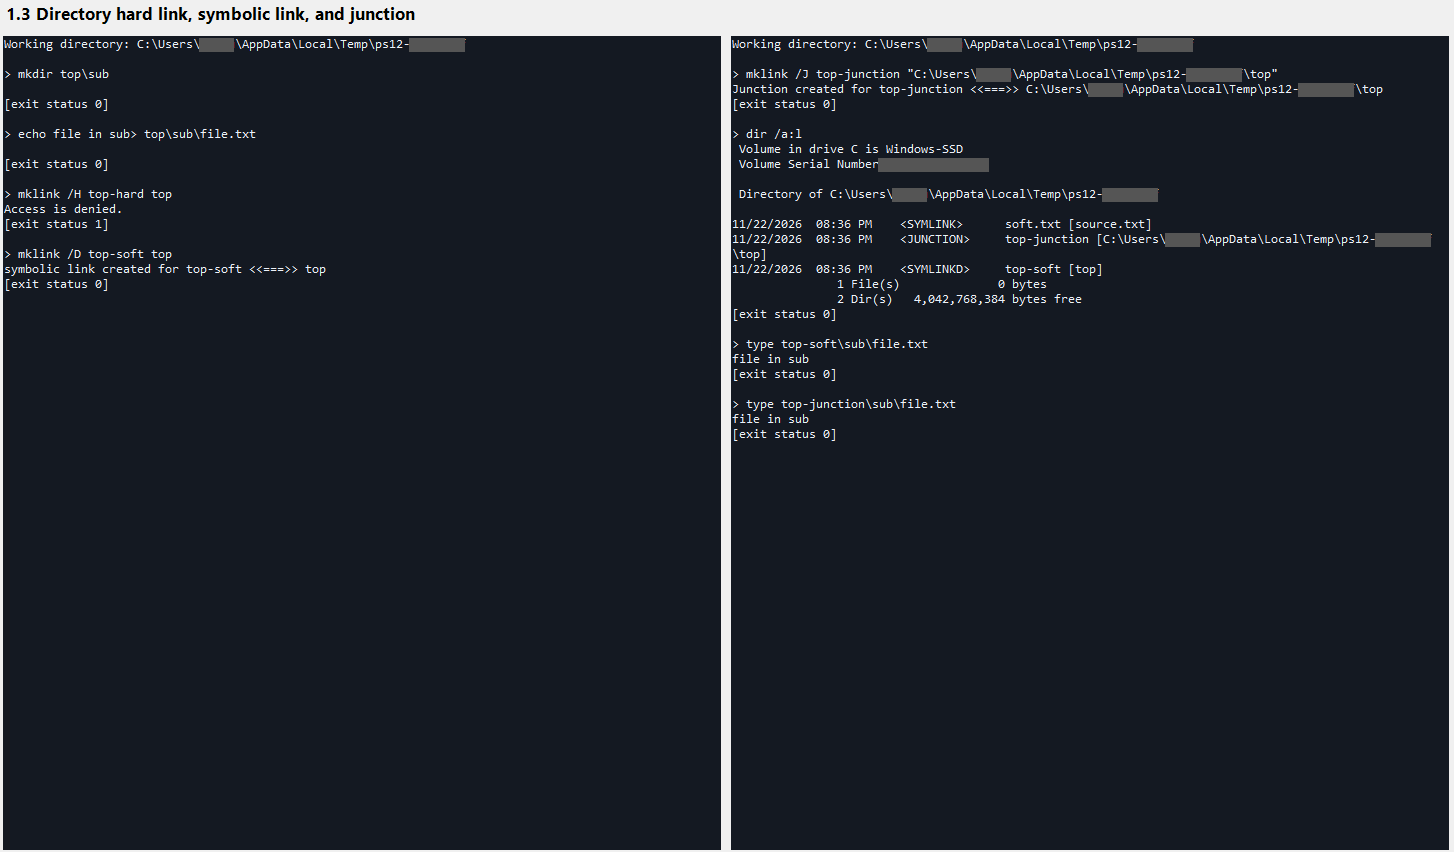 1.3 Directory hard link, symbolic link, and junction
Working directory: C:\Users\ \AppData\Local\Temp\ps12-
> mkdir top\sub
[exit status 0]
> echo file in sub> top\sub\file.txt
[exit status 0]
> mklink /H top-hard top
Access is denied.
[exit status 1]
> mklink /D top-soft top
symbolic link created for top-soft <<===>> top
[exit status 0]
Working directory: C:\Users\ \AppData\Local\Temp\ps12-
> mklink /J top-junction "C:\Users\ \AppData\Local\Temp\ps12- \top"
Junction created for top-junction <<===>> C:\Users\ \AppData\Local\Temp\ps12- \top
[exit status 0]
> dir /a:l
Volume in drive C is Windows-SSD
Volume Serial Number
Directory of C:\Users\ \AppData\Local\Temp\ps12-
11/22/2026  08:36 PM    <SYMLINK>      soft.txt [source.txt]
11/22/2026  08:36 PM    <JUNCTION>     top-junction [C:\Users\ \AppData\Local\Temp\ps12-
\top]
11/22/2026  08:36 PM    <SYMLINKD>     top-soft [top]
1 File(s)              0 bytes
2 Dir(s)   4,042,768,384 bytes free
[exit status 0]
> type top-soft\sub\file.txt
file in sub
[exit status 0]
> type top-junction\sub\file.txt
file in sub
[exit status 0]